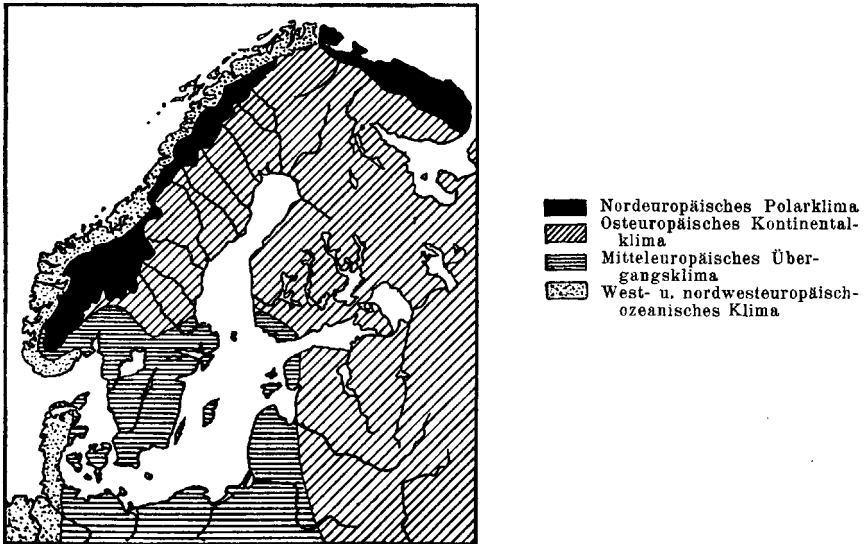 Nordeuropäisches Polarklima
Osteuropäisches Kontinental-
klima
Mitteleuropäisches Über-
gangsklima
West- u. nordwesteuropäisch-
ozeanisches Klima